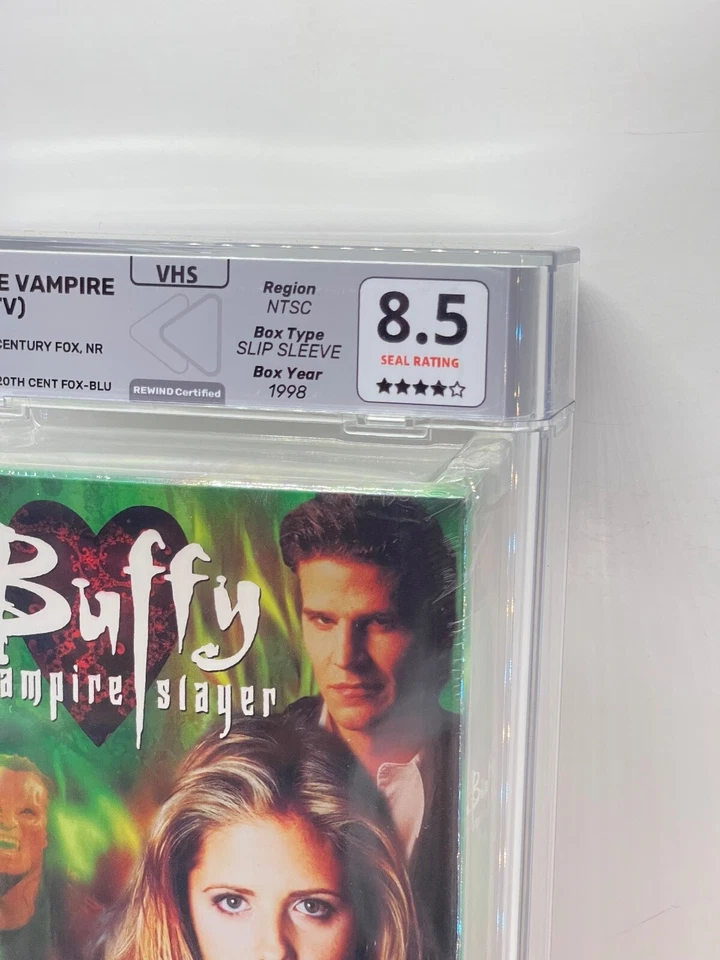 E VAMPIRE
TV)
CENTURY FOX, NR
20TH CENT FOX-BLU
VHS
REWIND Certified
Region
NTSC
Box Type
SLIP SLEEVE
Box Year
1998
8.5
SEAL RATING
Buffy
ampire slayer